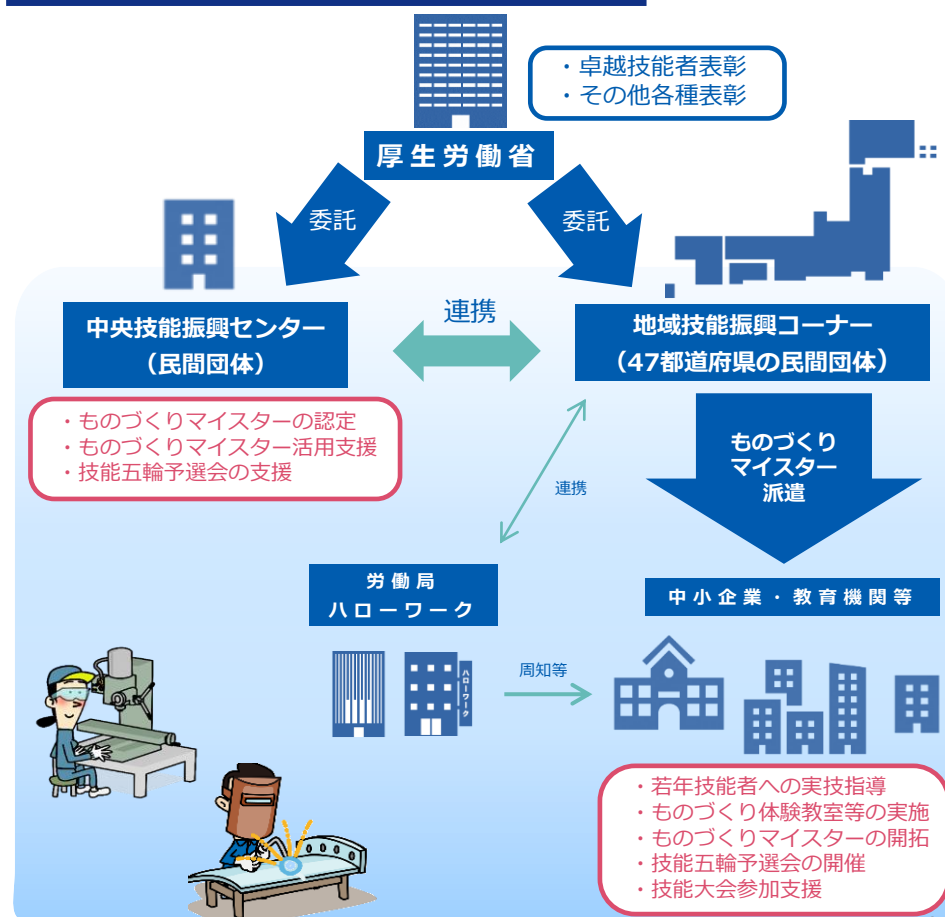 ・卓越技能者表彰
・その他各種表彰
厚生労働省
委託
委託
中央技能振興センター
（民間団体）
連携
地域技能振興コーナー
（47都道府県の民間団体）
・ものづくりマイスターの認定
・ものづくりマイスター活用支援
・技能五輪予選会の支援
ものづくり
マイスター
派遣
連携
労働局
ハローワーク
中小企業・教育機関等
ハローワーク
周知等
・若年技能者への実技指導
・ものづくり体験教室等の実施
・ものづくりマイスターの開拓
・技能五輪予選会の開催
・技能大会参加支援